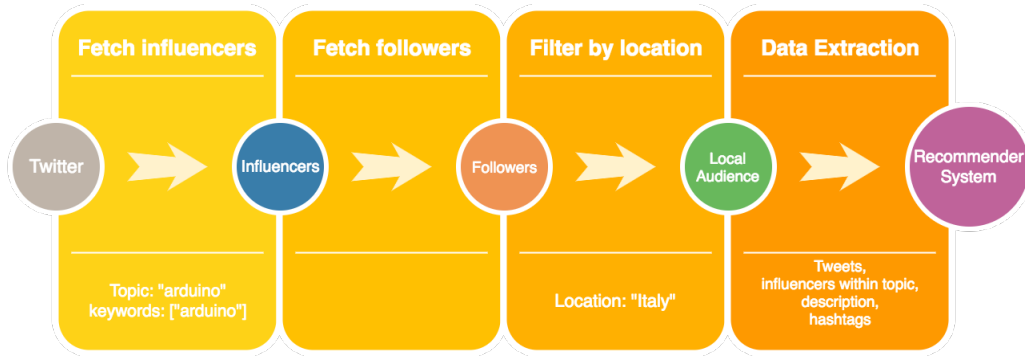 Fetch influencers
Fetch followers
Filter by location
Data Extraction
Twitter
Influencers
Followers
Local
Audience
Recommender
System
Topic: "arduino"
keywords: ["arduino"]
Location: "Italy"
Tweets,
influencers within topic,
description,
hashtags